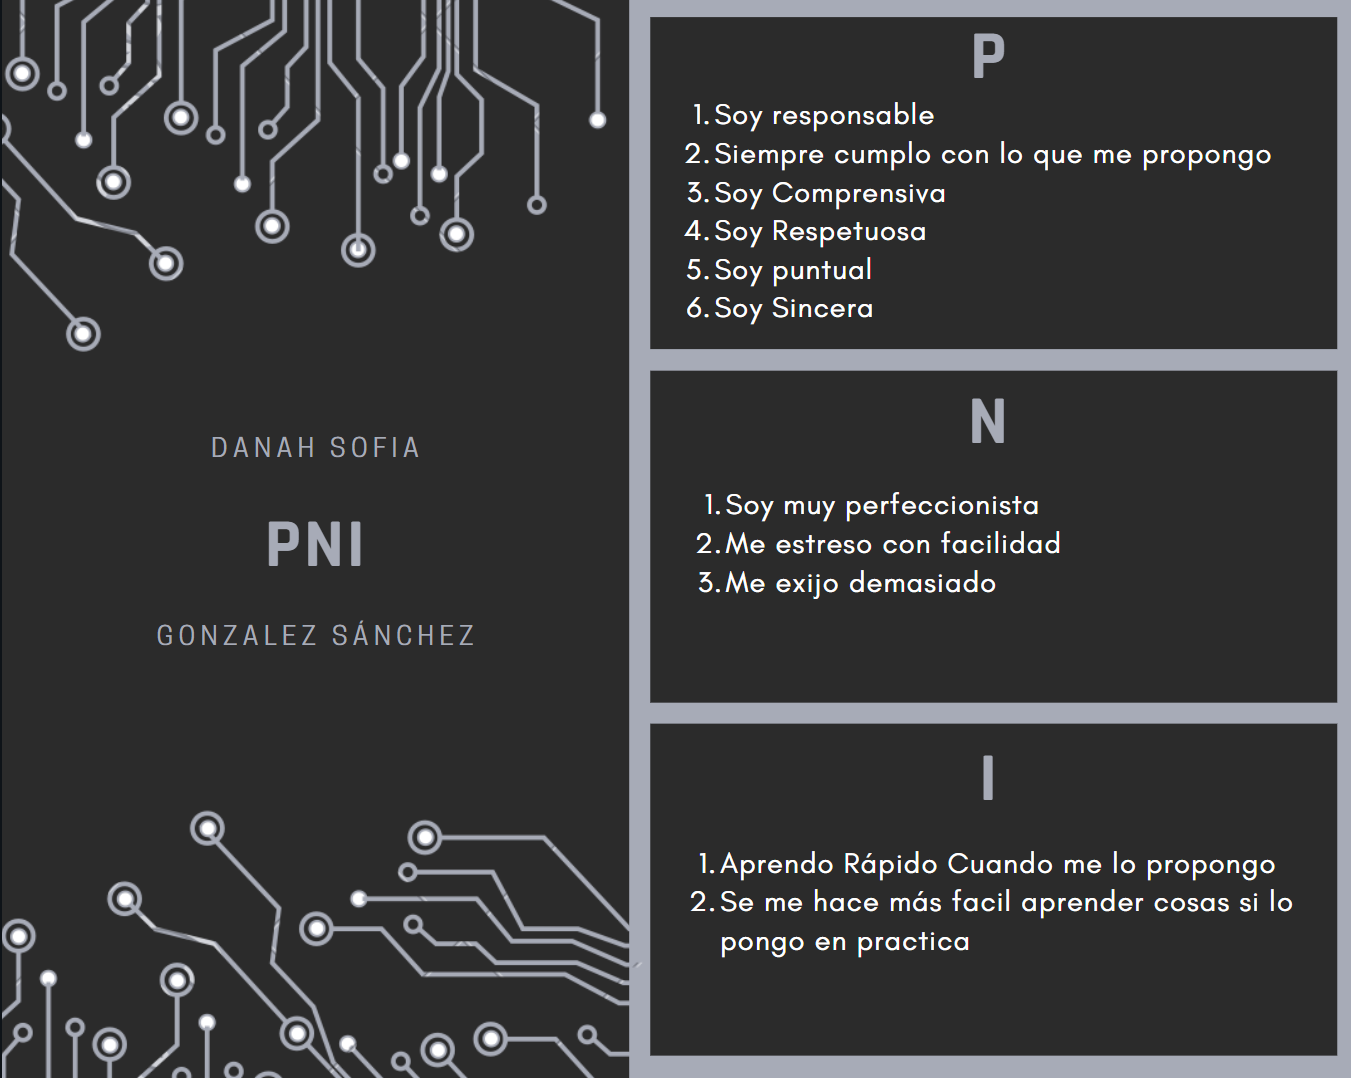 DANAH SOFIA
PNI
GONZALEZ SÁNCHEZ
P
1. Soy responsable
2. Siempre cumplo con lo que me propongo
3. Soy Comprensiva
4. Soy Respetuosa
5. Soy puntual
6. Soy Sincera
N
1. Soy muy perfeccionista
2. Me estreso con facilidad
3. Me exijo demasiado
I
1. Aprendo Rápido Cuando me lo propongo
2. Se me hace más facil aprender cosas si lo
pongo en practica